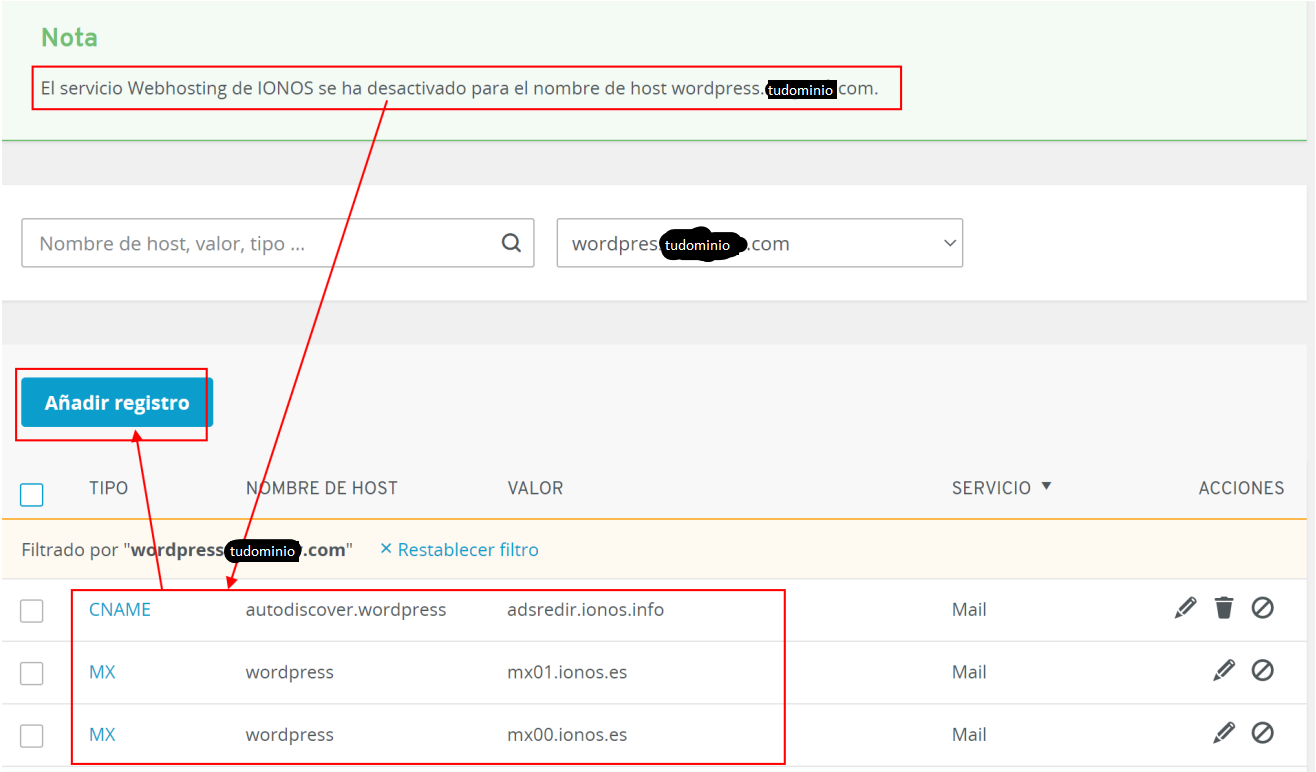 Nota
El servicio Webhosting de IONOS se ha desactivado para el nombre de host wordpress.tudominio com.
Nombre de host, valor, tipo ...
wordpres tudominio .com
Añadir registro
TIPO NOMBRE DE HOST VALOR SERVICIO ACCIONES
Filtrado por "wordpress tudominio .com" × Restablecer filtro
CNAME autodiscover.wordpress adsredir.ionos.info Mail
MX wordpress mx01.ionos.es Mail
MX wordpress mx00.ionos.es Mail